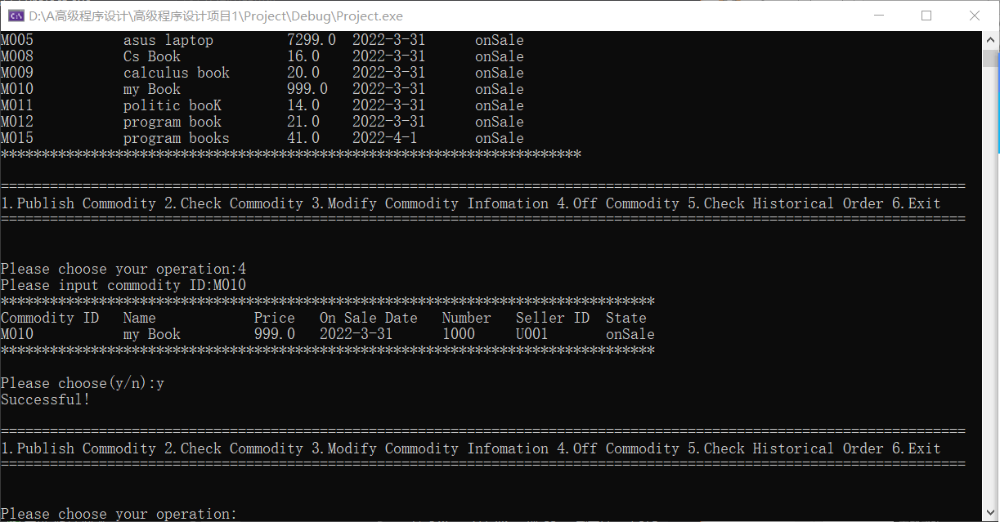 D:\A高级程序设计\高级程序设计项目1\Project\Debug\Project.exe
M005 asus laptop 7299.0 2022-3-31 onSale
M008 Cs Book 16.0 2022-3-31 onSale
M009 calculus book 20.0 2022-3-31 onSale
M010 my Book 999.0 2022-3-31 onSale
M011 politic booK 14.0 2022-3-31 onSale
M012 program book 21.0 2022-3-31 onSale
M015 program books 41.0 2022-4-1 onSale
***********************************************************************
======================================================================================================================
1.Publish Commodity 2.Check Commodity 3.Modify Commodity Infomation 4.Off Commodity 5.Check Historical Order 6.Exit
======================================================================================================================
Please choose your operation:4
Please input commodity ID:M010
********************************************************************************
Commodity ID Name Price On Sale Date Number Seller ID State
M010 my Book 999.0 2022-3-31 1000 U001 onSale
********************************************************************************
Please choose(y/n):y
Successful!
======================================================================================================================
1.Publish Commodity 2.Check Commodity 3.Modify Commodity Infomation 4.Off Commodity 5.Check Historical Order 6.Exit
======================================================================================================================
Please choose your operation: